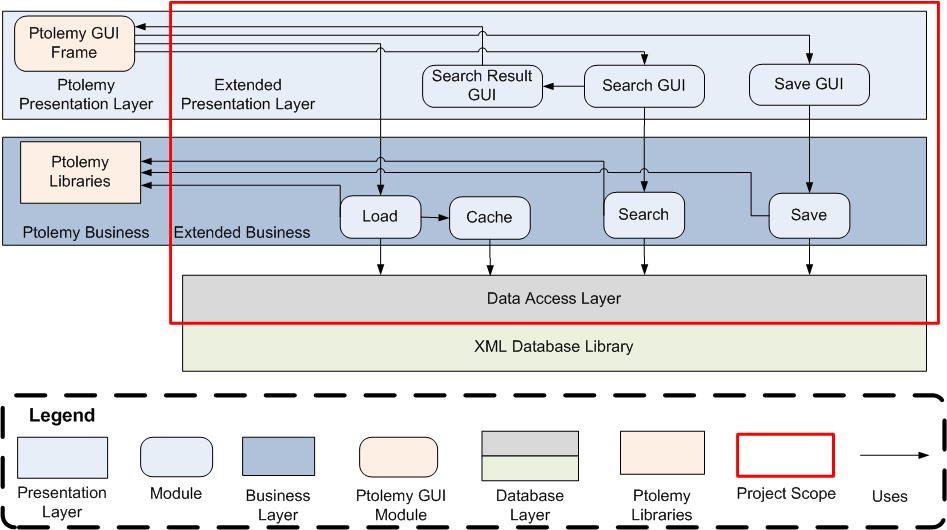 Ptolemy GUI
Frame
Search Result
GUI
Search GUI
Save GUI
Ptolemy
Presentation Layer
Extended
Presentation Layer
Ptolemy
Libraries
Load
Cache
Search
Save
Ptolemy Business
Extended Business
Data Access Layer
XML Database Library
Legend
Presentation
Layer
Module
Business
Layer
Ptolemy GUI
Module
Database
Layer
Ptolemy
Libraries
Project Scope
Uses